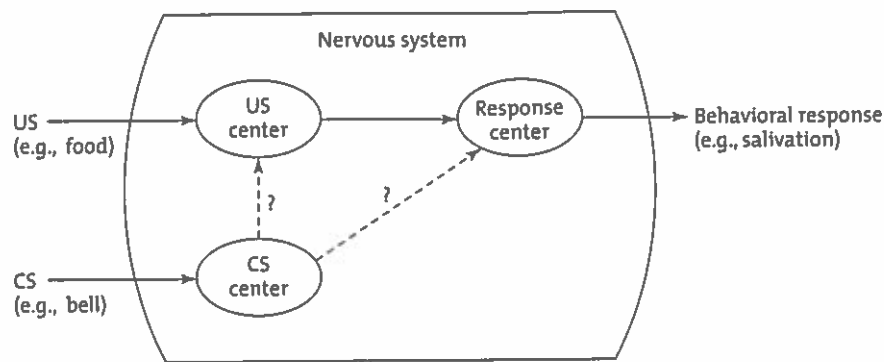 Nervous system
US
(e.g., food)
US
center
Response
center
Behavioral response
(e.g., salivation)
?
?
CS
(e.g., bell)
CS
center